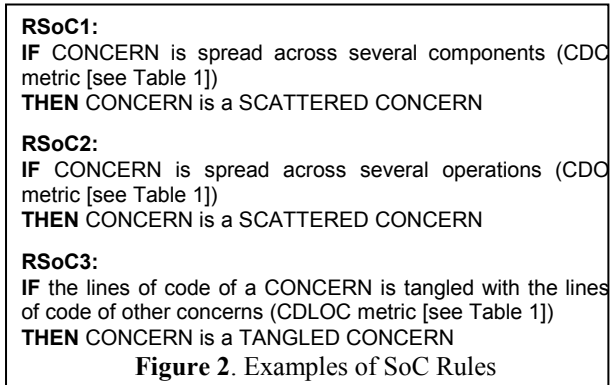 RSoC1:
IF CONCERN is spread across several components (CDC
metric [see Table 1])
THEN CONCERN is a SCATTERED CONCERN
RSoC2:
IF CONCERN is spread across several operations (CDO
metric [see Table 1])
THEN CONCERN is a SCATTERED CONCERN
RSoC3:
IF the lines of code of a CONCERN is tangled with the lines
of code of other concerns (CDLOC metric [see Table 1])
THEN CONCERN is a TANGLED CONCERN
Figure 2. Examples of SoC Rules